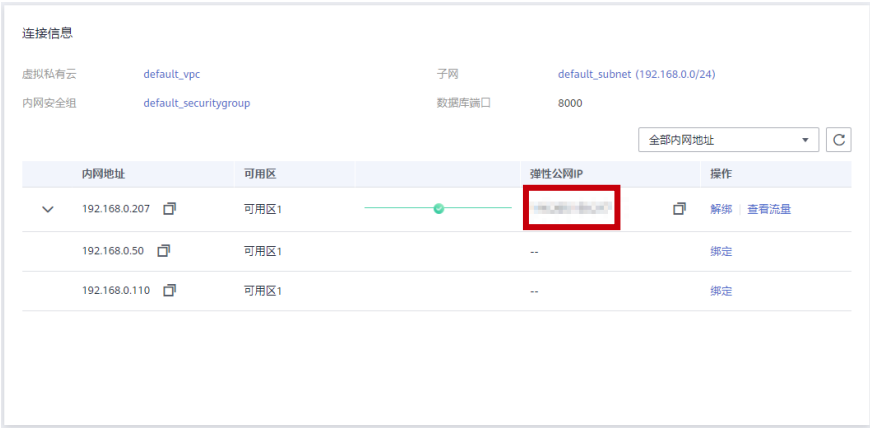 连接信息
虚拟私有云 default_vpc 子网 default_subnet (192.168.0.0/24)
内网安全组 default_securitygroup 数据库端口 8000
全部内网地址
内网地址 可用区 弹性公网IP 操作
192.168.0.207 可用区1 解绑 查看流量
192.168.0.50 可用区1 -- 绑定
192.168.0.110 可用区1 -- 绑定